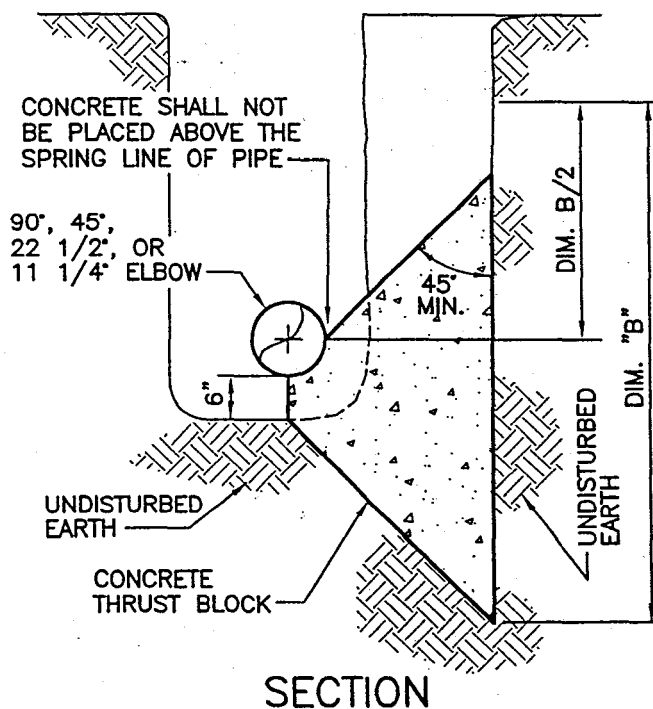 CONCRETE SHALL NOT
BE PLACED ABOVE THE
SPRING LINE OF PIPE
90°, 45°,
22 1/2°, OR
11 1/4° ELBOW
45°
MIN.
DIM. B/2
DIM. "B"
6"
UNDISTURBED
EARTH
UNDISTURBED
EARTH
CONCRETE
THRUST BLOCK
SECTION